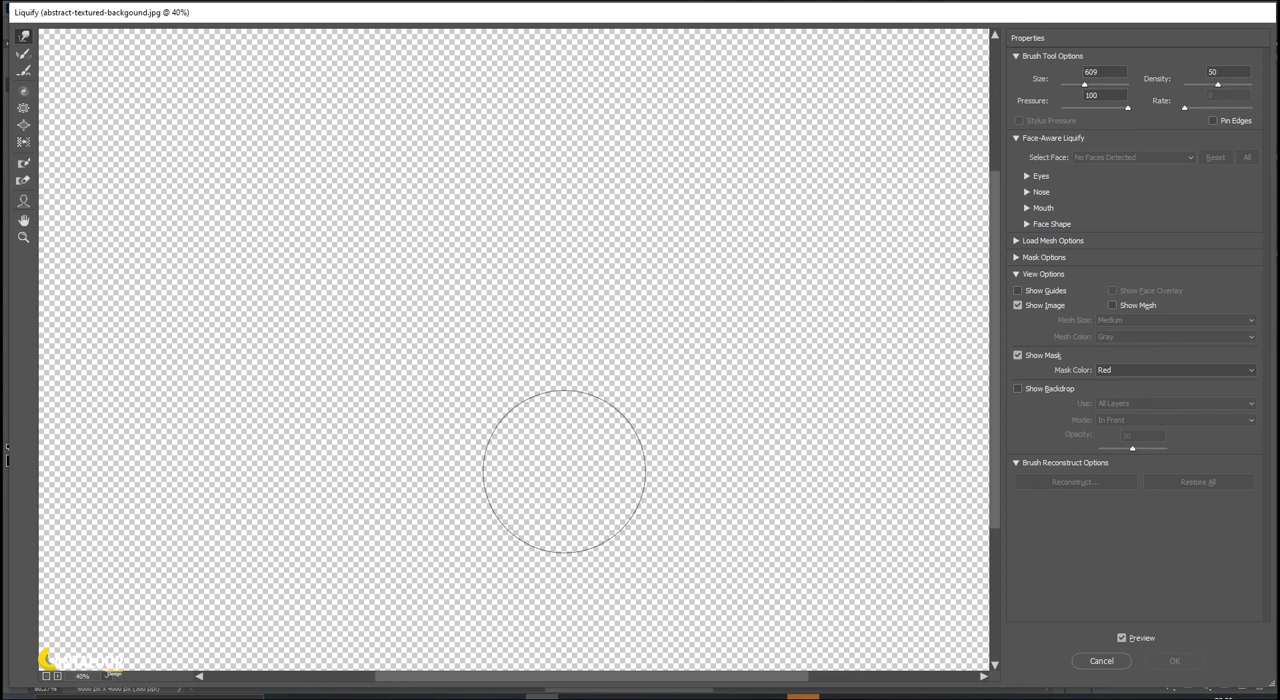 Liquify (abstract-textured-backgound.jpg @ 40%)
Properties
Brush Tool Options
Size: 609 Density: 50
Pressure: 100 Rate:
Stylus Pressure Pin Edges
Face-Aware Liquify
Select Face: No Faces Detected Reset All
Eyes
Nose
Mouth
Face Shape
Load Mesh Options
Mask Options
View Options
Show Guides Show Face Overlay
Show Image Show Mesh
Mesh Size: Medium
Mesh Color: Gray
Show Mask
Mask Color: Red
Show Backdrop
Use: All Layers
Mode: In Front
Opacity: 50
Brush Reconstruct Options
Reconstruct... Restore All
Preview
Cancel OK
40%
Design